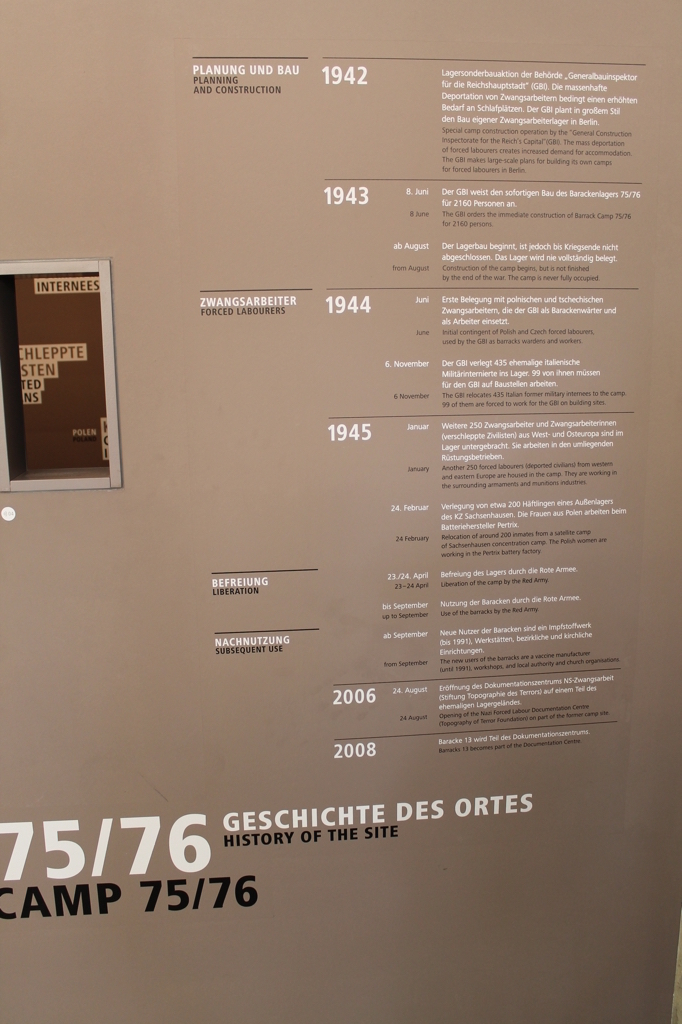 PLANUNG UND BAU
PLANNING
AND CONSTRUCTION
1942
Lagersonderbauaktion der Behörde „Generalbauinspektor
für die Reichshauptstadt" (GBI). Die massenhafte
Deportation von Zwangsarbeitern bedingt einen erhöhten
Bedarf an Schlafplätzen. Der GBI plant in großem Stil
den Bau eigener Zwangsarbeiterlager in Berlin.
Special camp construction operation by the "General Construction
Inspectorate for the Reich's Capital"(GBI). The mass deportation
of forced labourers creates increased demand for accommodation.
The GBI makes large-scale plans for building its own camps
for forced labourers in Berlin.
1943
8. Juni
Der GBI weist den sofortigen Bau des Barackenlagers 75/76
für 2160 Personen an.
8 June
The GBI orders the immediate construction of Barrack Camp 75/76
for 2160 persons.
ab August
Der Lagerbau beginnt, ist jedoch bis Kriegsende nicht
abgeschlossen. Das Lager wird nie vollständig belegt.
from August
Construction of the camp begins, but is not finished
by the end of the war. The camp is never fully occupied.
ZWANGSARBEITER
FORCED LABOURERS
1944
Juni
Erste Belegung mit polnischen und tschechischen
Zwangsarbeitern, die der GBI als Barackenwärter und
als Arbeiter einsetzt.
June
Initial contingent of Polish and Czech forced labourers,
used by the GBI as barracks wardens and workers.
6. November
Der GBI verlegt 435 ehemalige italienische
Militärinternierte ins Lager. 99 von ihnen müssen
für den GBI auf Baustellen arbeiten.
6 November
The GBI relocates 435 Italian former military internees to the camp.
99 of them are forced to work for the GBI on building sites.
1945
Januar
Weitere 250 Zwangsarbeiter und Zwangsarbeiterinnen
(verschleppte Zivilisten) aus West- und Osteuropa sind im
Lager untergebracht. Sie arbeiten in den umliegenden
Rüstungsbetrieben.
January
Another 250 forced labourers (deported civilians) from western
and eastern Europe are housed in the camp. They are working in
the surrounding armaments and munitions industries.
24. Februar
Verlegung von etwa 200 Häftlingen eines Außenlagers
des KZ Sachsenhausen. Die Frauen aus Polen arbeiten beim
Batteriehersteller Pertrix.
24 February
Relocation of around 200 inmates from a satellite camp
of Sachsenhausen concentration camp. The Polish women are
working in the Pertrix battery factory.
BEFREIUNG
LIBERATION
23./24. April
Befreiung des Lagers durch die Rote Armee.
23–24 April
Liberation of the camp by the Red Army.
bis September
Nutzung der Baracken durch die Rote Armee.
up to September
Use of the barracks by the Red Army.
NACHNUTZUNG
SUBSEQUENT USE
ab September
Neue Nutzer der Baracken sind ein Impfstoffwerk
(bis 1991), Werkstätten, bezirkliche und kirchliche
Einrichtungen.
from September
The new users of the barracks are a vaccine manufacturer
(until 1991), workshops, and local authority and church organisations.
2006
24. August
Eröffnung des Dokumentationszentrums NS-Zwangsarbeit
(Stiftung Topographie des Terrors) auf einem Teil des
ehemaligen Lagergeländes.
24 August
Opening of the Nazi Forced Labour Documentation Centre
(Topography of Terror Foundation) on part of the former camp site.
2008
Baracke 13 wird Teil des Dokumentationszentrums.
Barracks 13 becomes part of the Documentation Centre.
INTERNEES
CHLEPPTE
STEN
TED
NS
POLEN
POLAND
75/76
GESCHICHTE DES ORTES
HISTORY OF THE SITE
CAMP 75/76